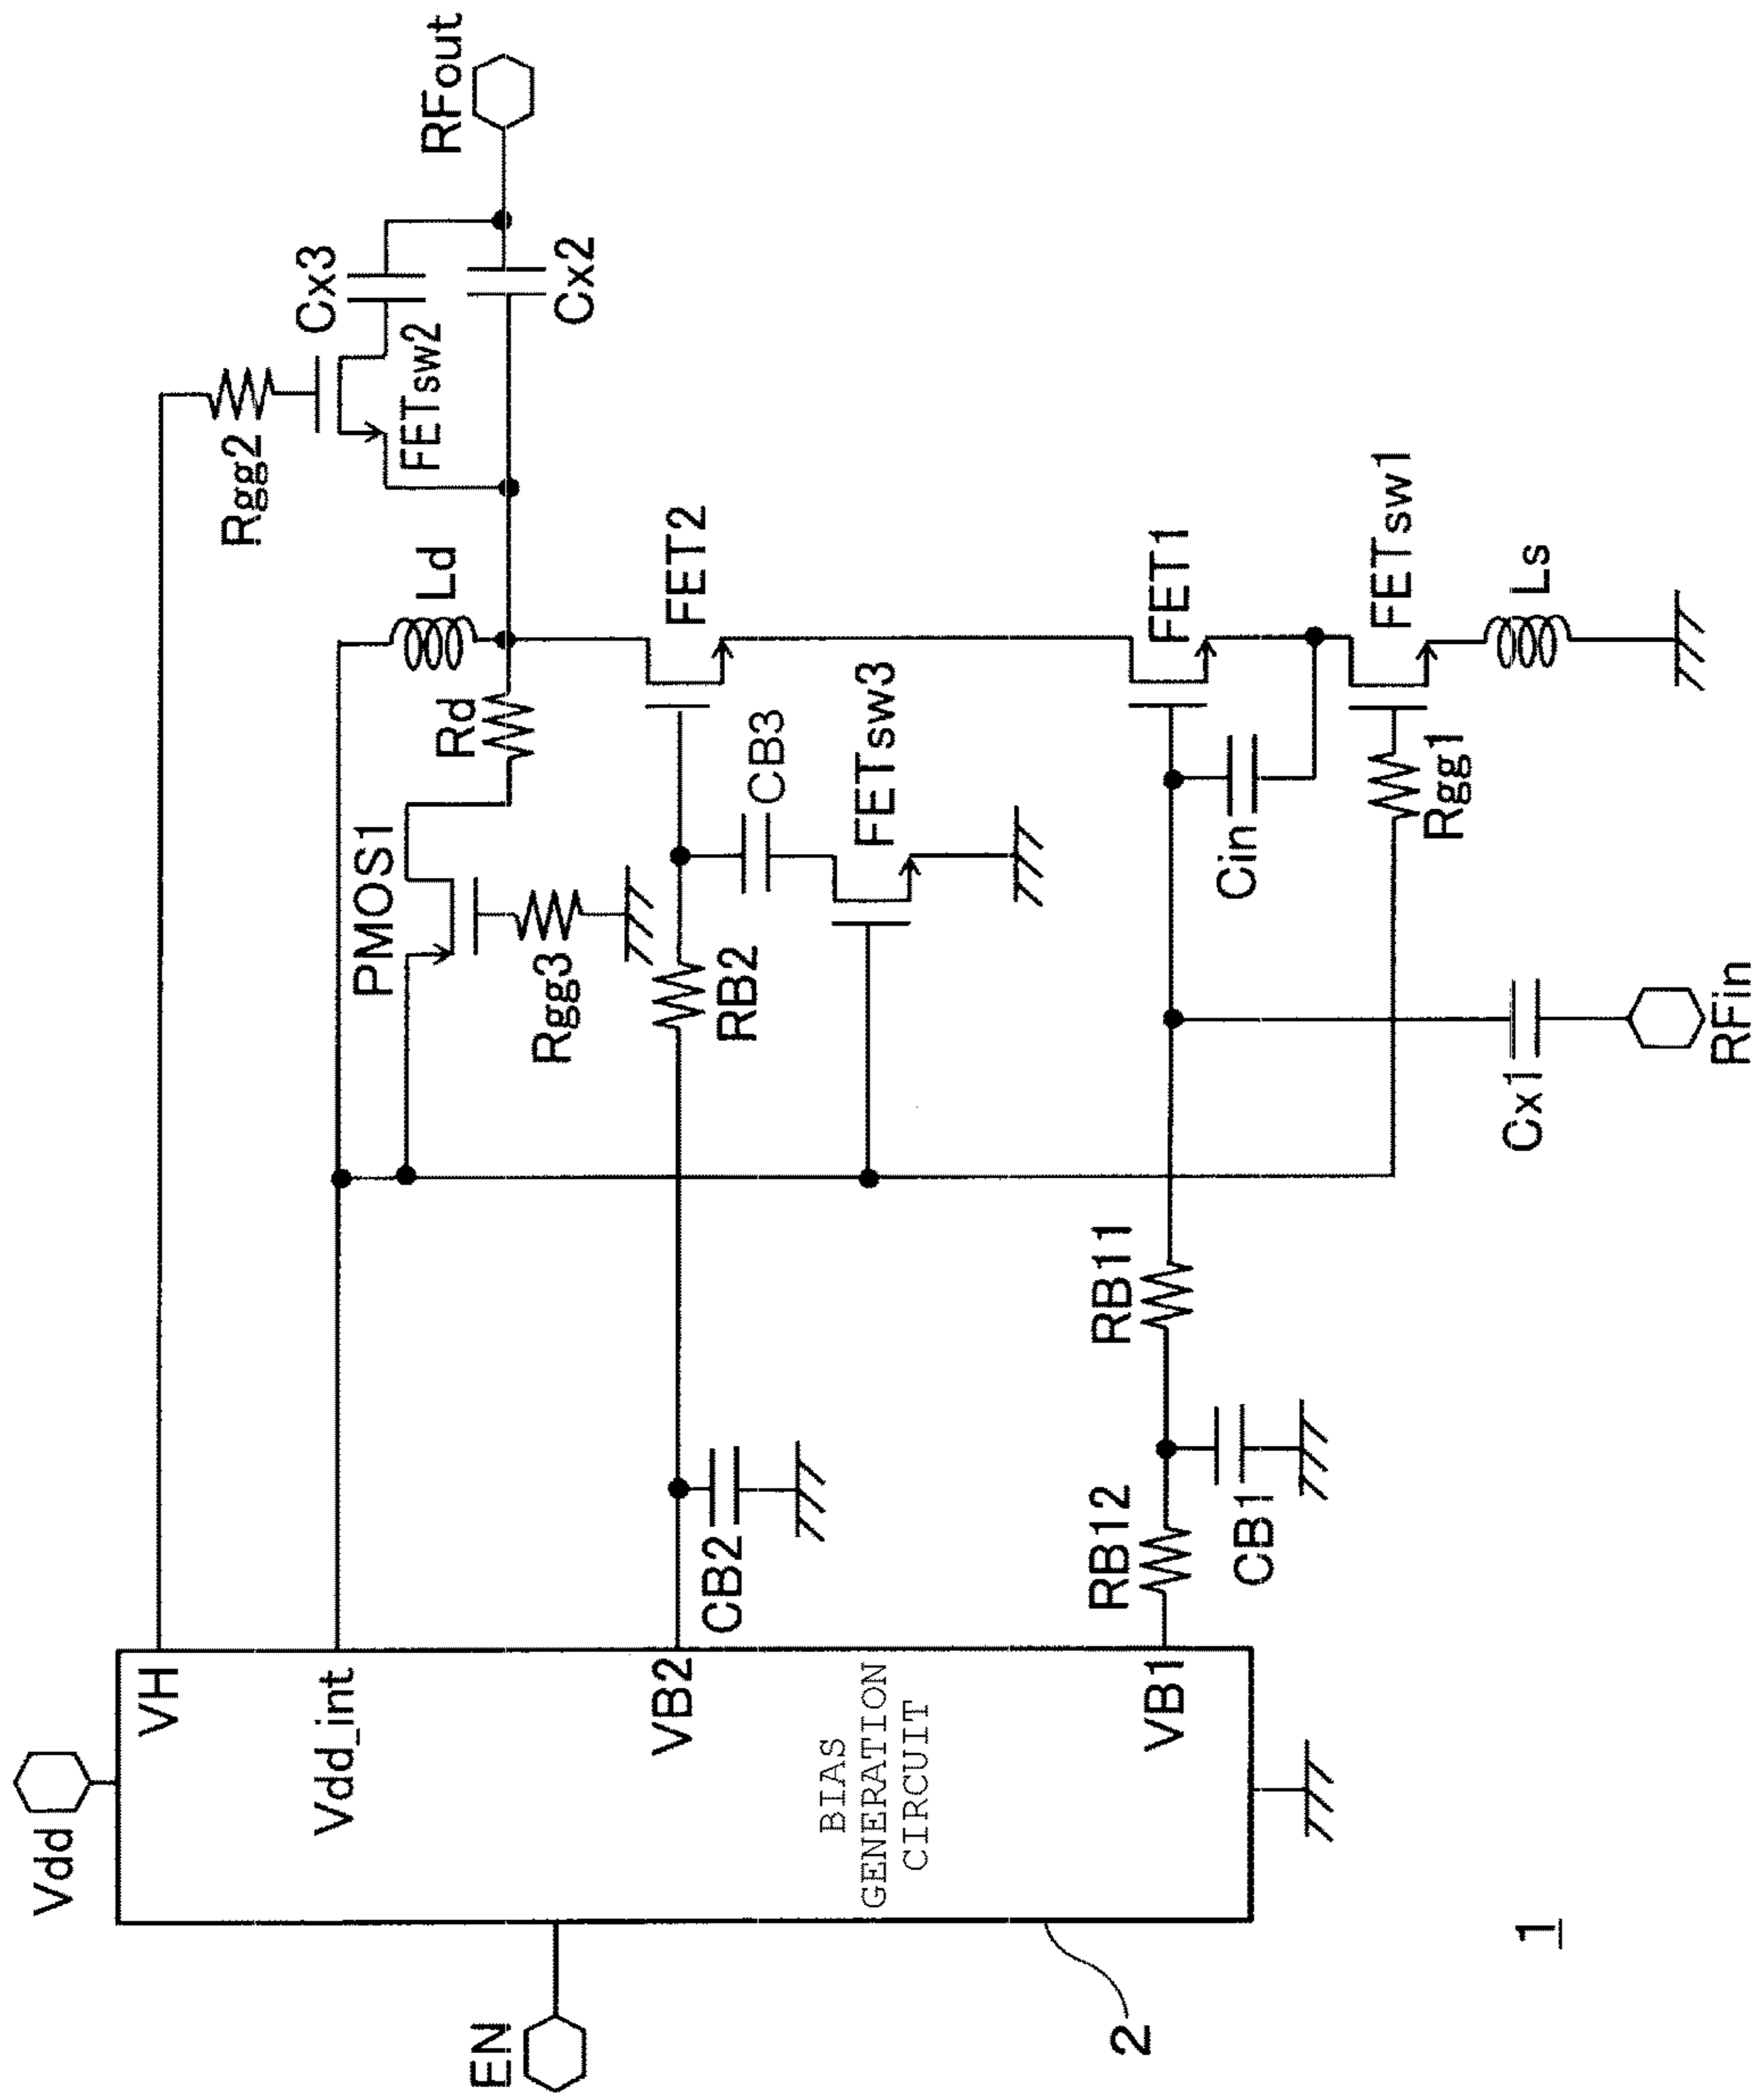 Vdd
EN
VH
Vdd_int
VB2
BIAS
GENERATION
CIRCUIT
VB1
2
1
CB2
RB12
CB1
RB11
PMOS1
Rgg3
RB2
Rd
Ld
CB3
FETsw3
FET2
Rgg2
FETsw2
Cx3
Cx2
RFout
FET1
Cin
Rgg1
FETsw1
Ls
Cx1
RFin